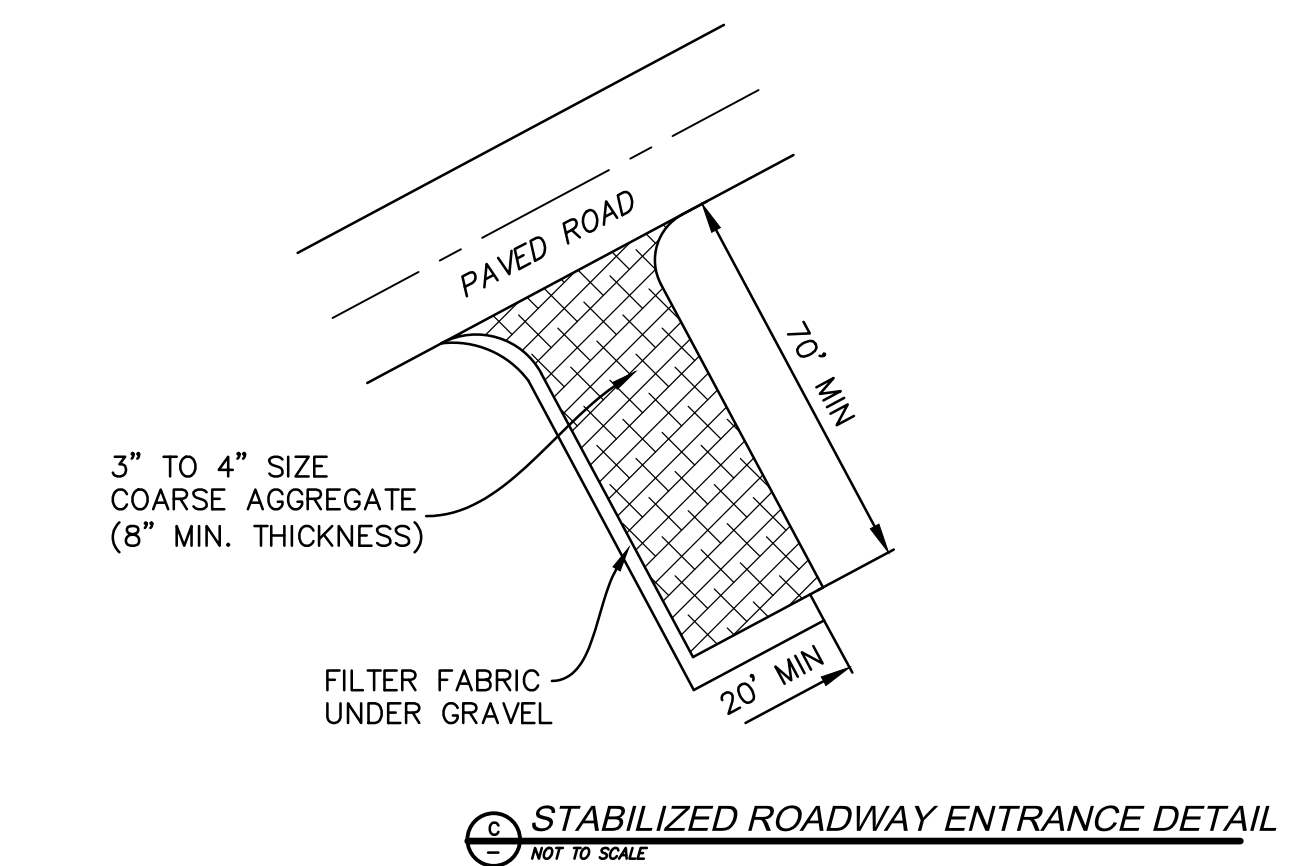 PAVED ROAD
70' MIN
3" TO 4" SIZE
COARSE AGGREGATE
(8" MIN. THICKNESS)
FILTER FABRIC
UNDER GRAVEL
20' MIN
C
–
STABILIZED ROADWAY ENTRANCE DETAIL
NOT TO SCALE